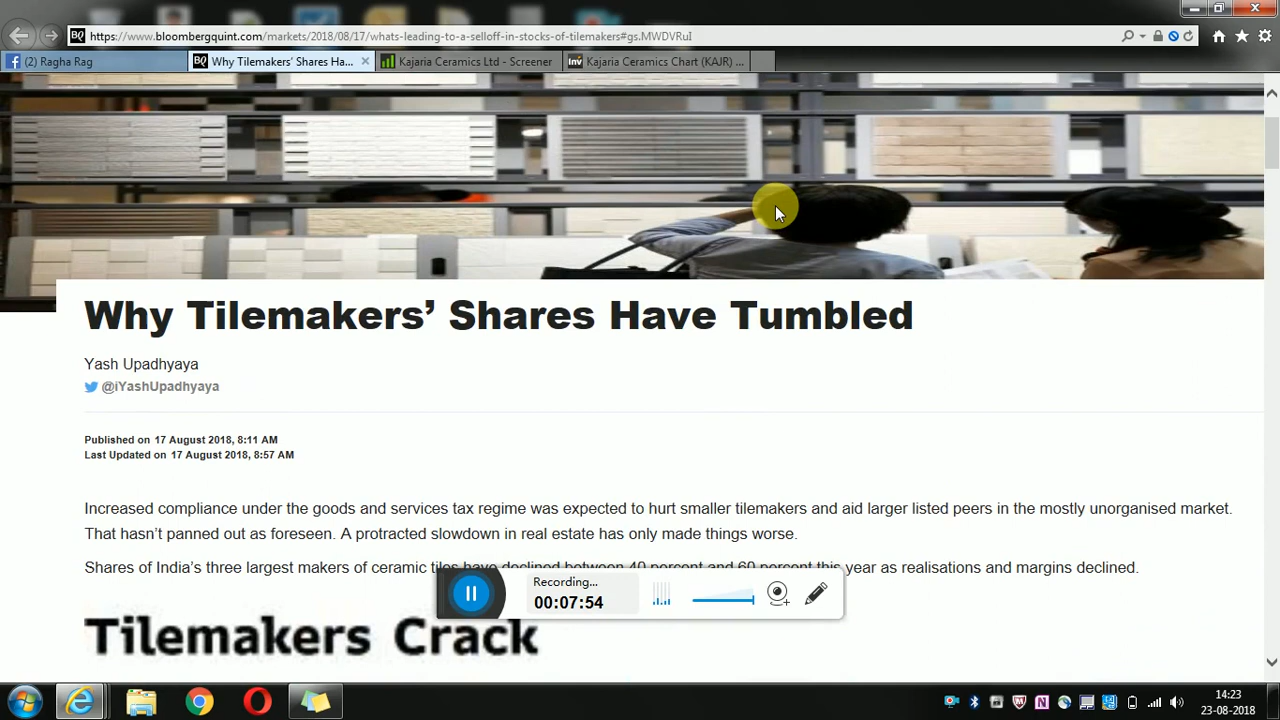 BQ https://www.bloombergquint.com/markets/2018/08/17/whats-leading-to-a-selloff-in-stocks-of-tilemakers#gs.MWDVRuI
(2) Ragha Rag
BQ Why Tilemakers' Shares Ha...
Kajaria Ceramics Ltd - Screener
Inv Kajaria Ceramics Chart (KAJR) ...
Why Tilemakers’ Shares Have Tumbled
Yash Upadhyaya
@iYashUpadhyaya
Published on 17 August 2018, 8:11 AM
Last Updated on 17 August 2018, 8:57 AM
Increased compliance under the goods and services tax regime was expected to hurt smaller tilemakers and aid larger listed peers in the mostly unorganised market.
That hasn’t panned out as foreseen. A protracted slowdown in real estate has only made things worse.
Shares of India’s three largest makers of ceramic tiles have declined between 40 percent and 60 percent this year as realisations and margins declined.
Recording...
00:07:54
Tilemakers Crack
14:23
23-08-2018